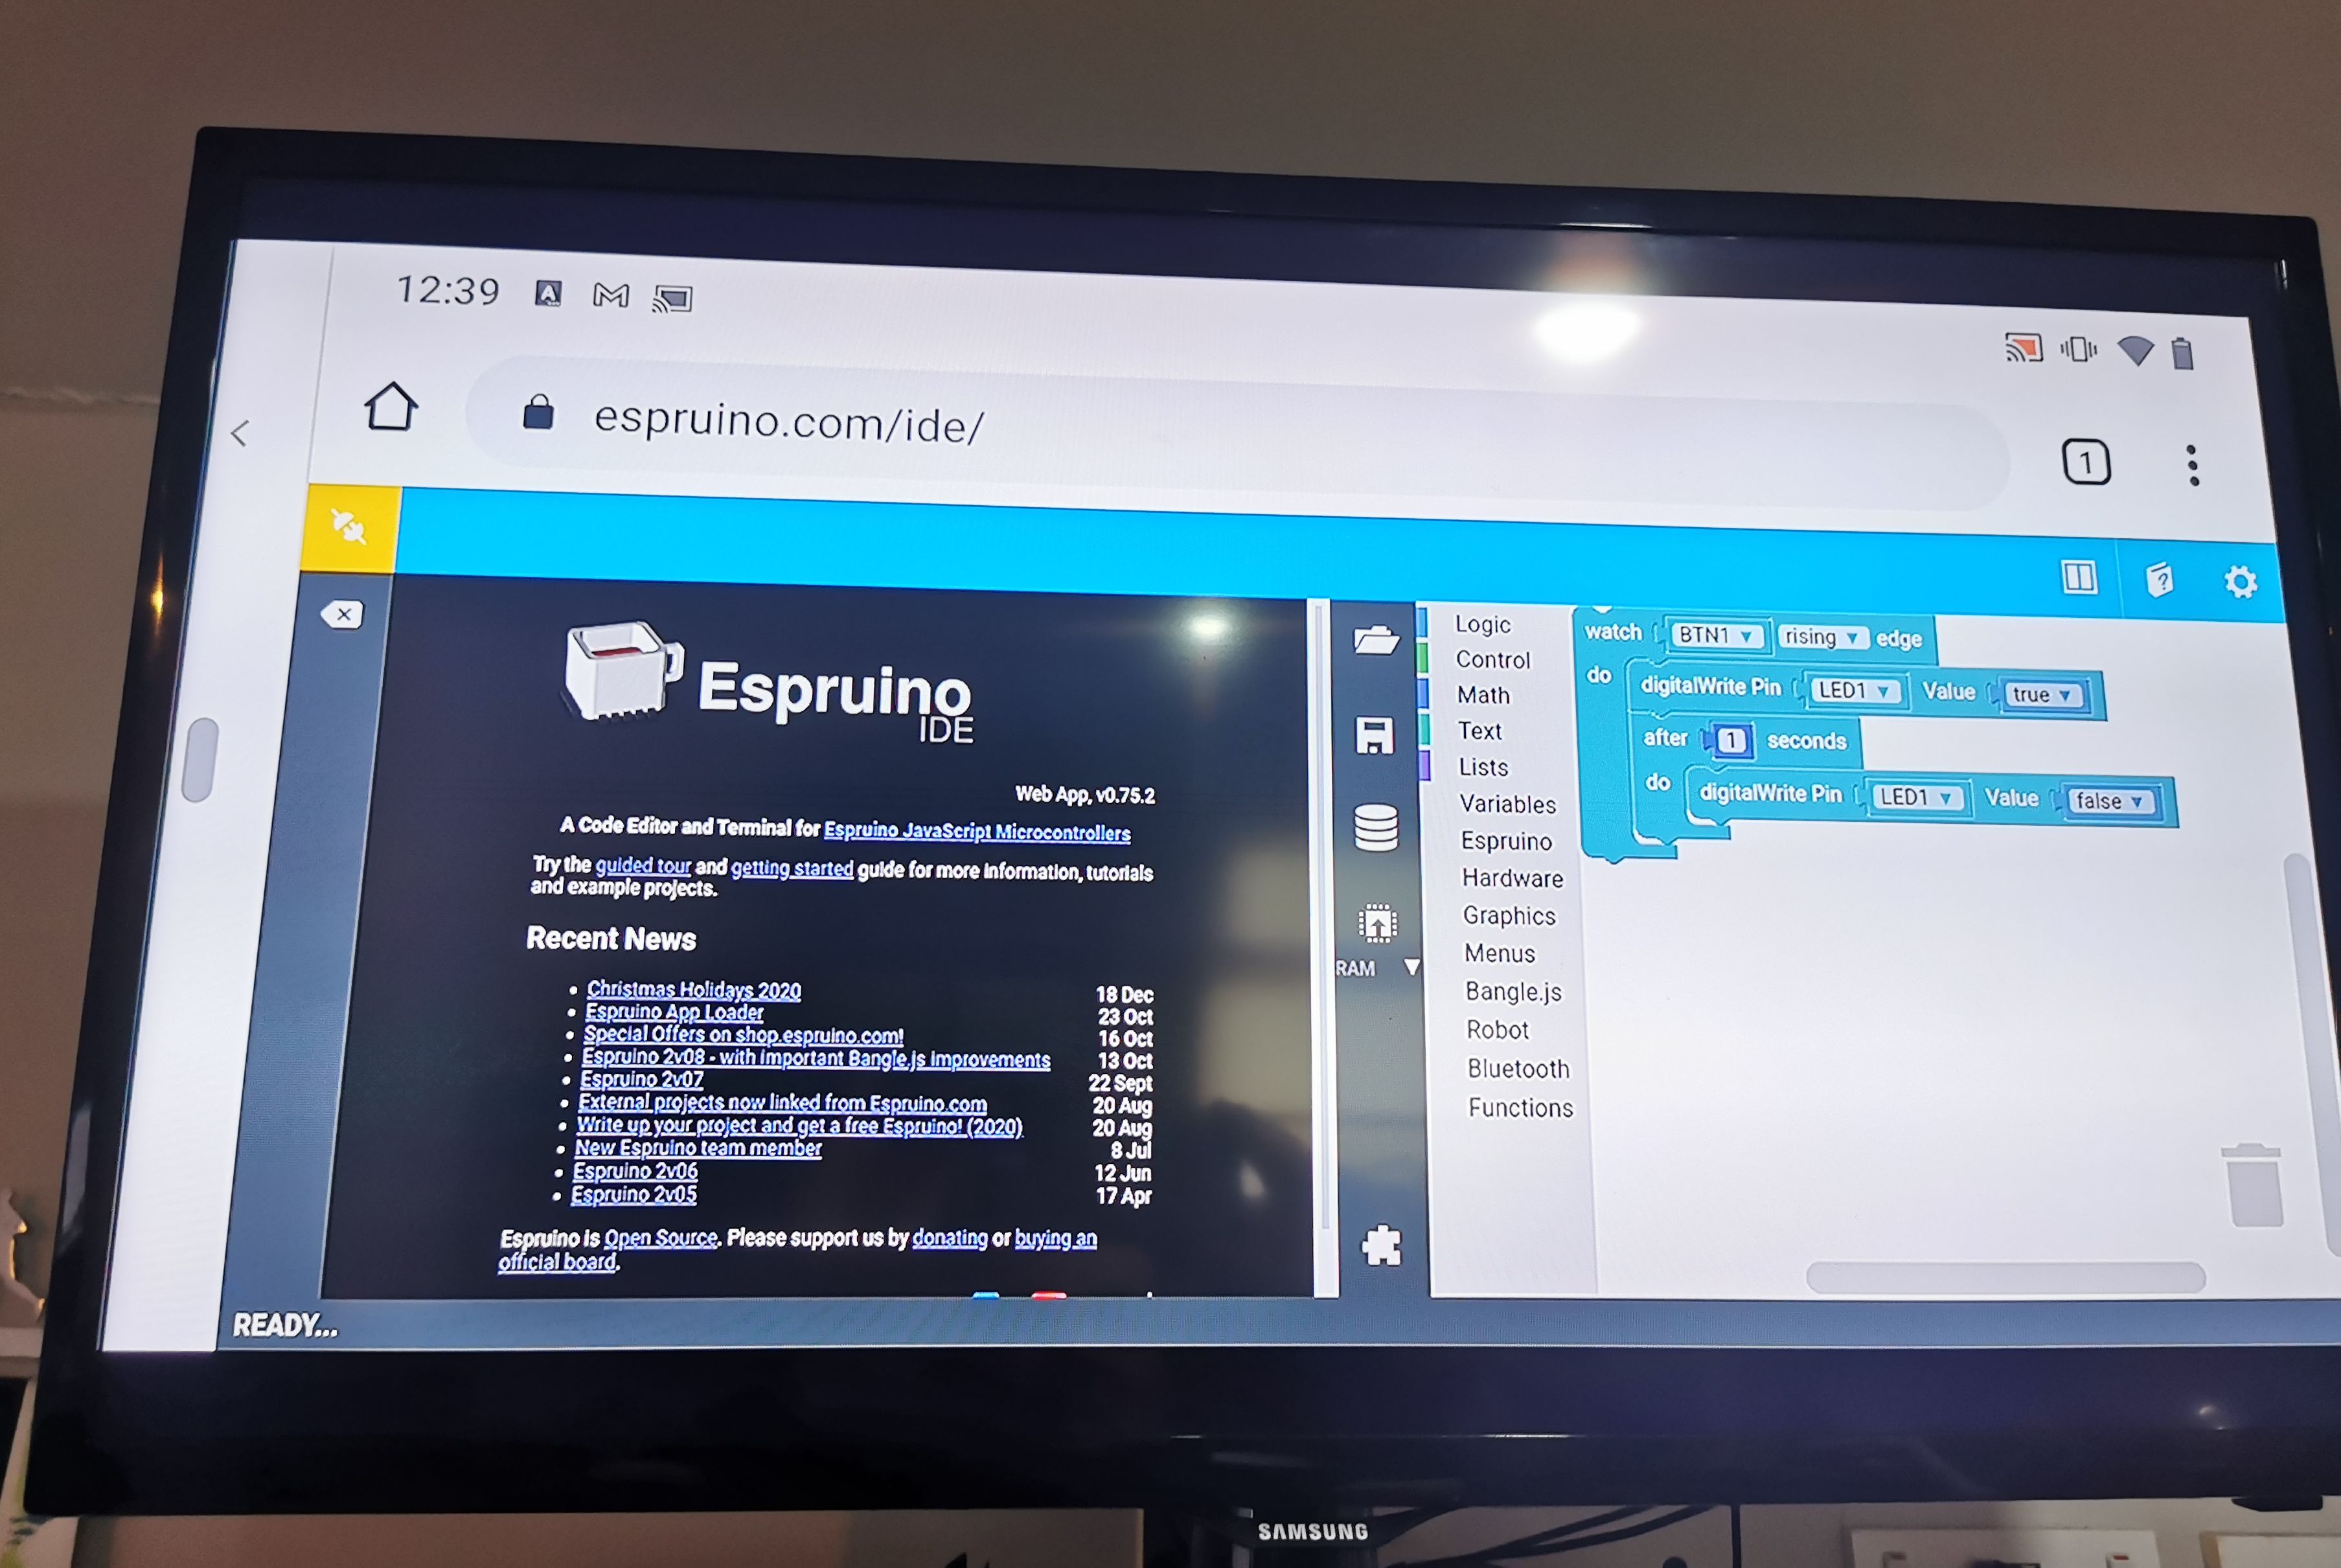 12:39
espruino.com/ide/
1
Espruino
IDE
Web App, v0.75.2
A Code Editor and Terminal for Espruino JavaScript Microcontrollers
Try the guided tour and getting started guide for more information, tutorials
and example projects.
Recent News
Christmas Holidays 2020 18 Dec
Espruino App Loader 23 Oct
Special Offers on shop.espruino.com! 16 Oct
Espruino 2v08 - with important Bangle.js improvements 13 Oct
Espruino 2v07 22 Sept
External projects now linked from Espruino.com 20 Aug
Write up your project and get a free Espruino! (2020) 20 Aug
New Espruino team member 8 Jul
Espruino 2v06 12 Jun
Espruino 2v05 17 Apr
Espruino is Open Source. Please support us by donating or buying an
official board.
READY...
RAM
Logic
Control
Math
Text
Lists
Variables
Espruino
Hardware
Graphics
Menus
Bangle.js
Robot
Bluetooth
Functions
watch BTN1 rising edge
do digitalWrite Pin LED1 Value true
after 1 seconds
do digitalWrite Pin LED1 Value false
SAMSUNG